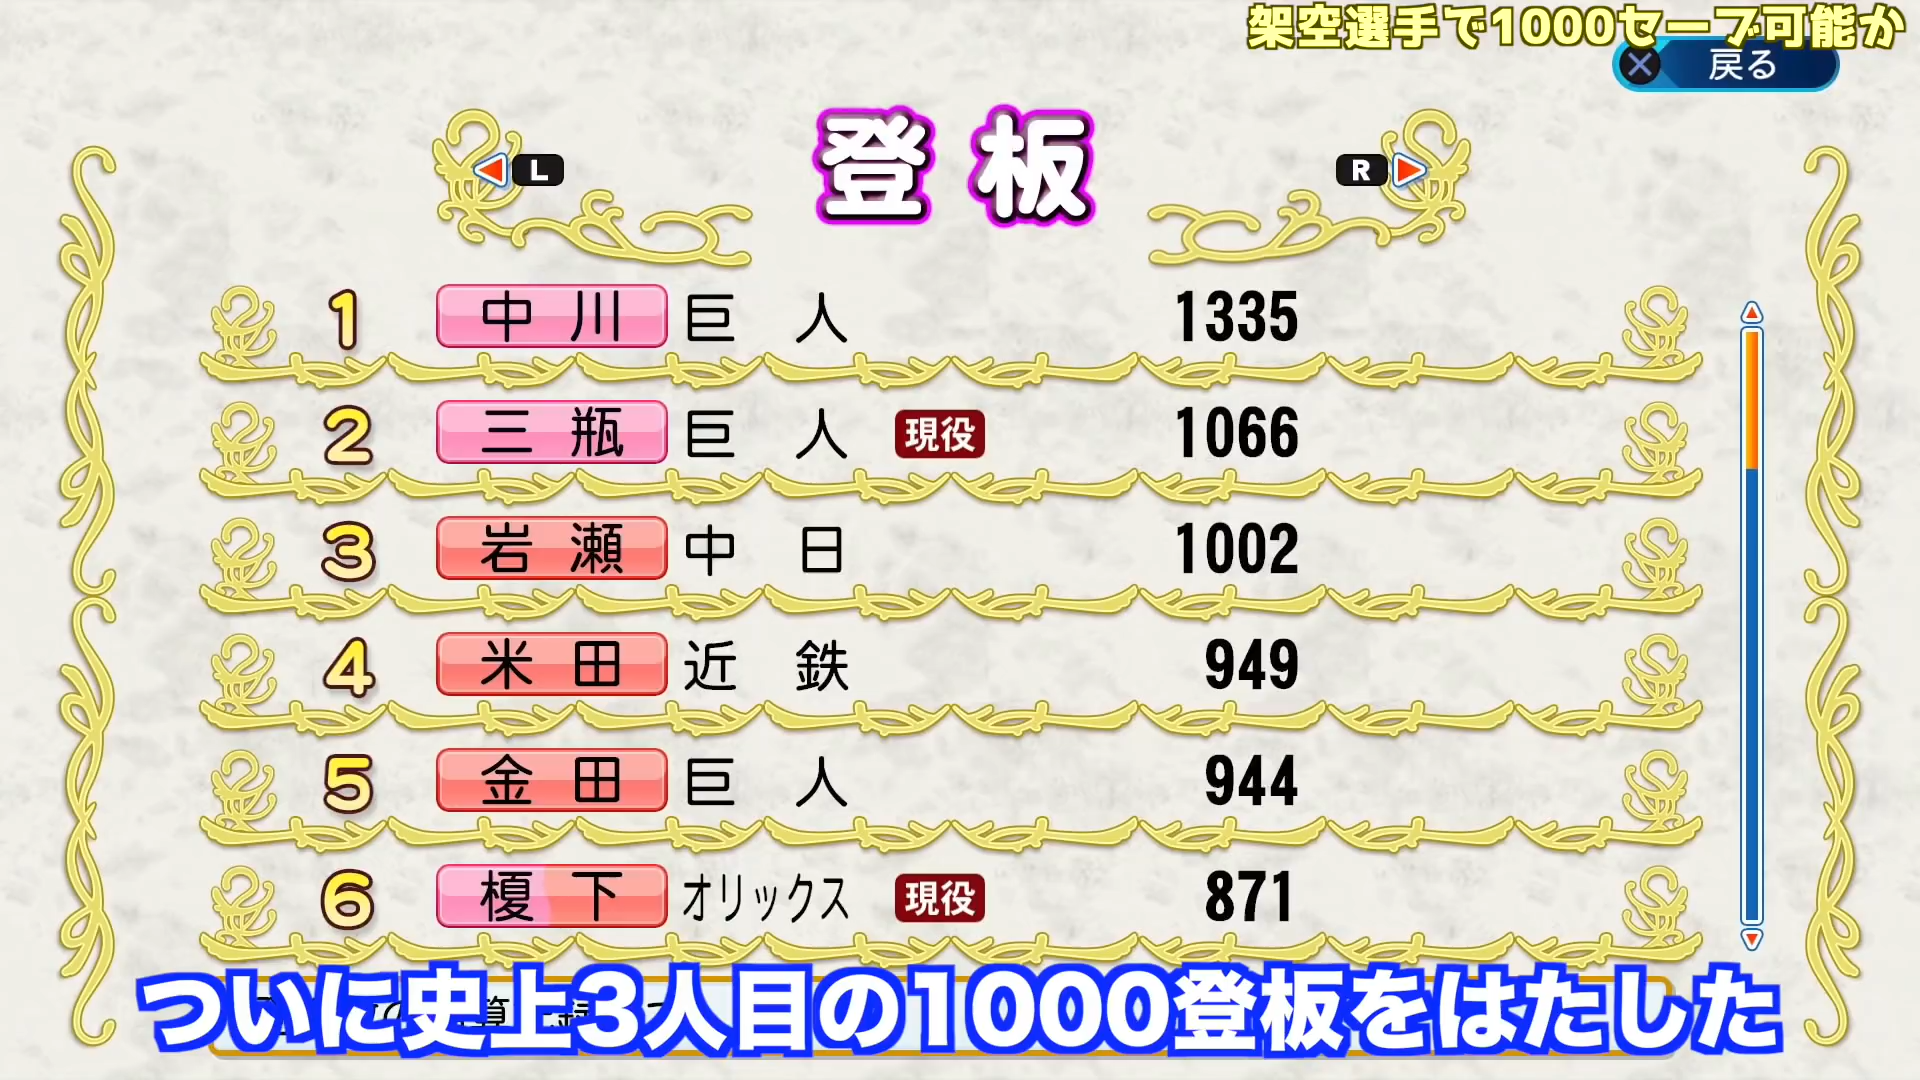 架空選手で1000セーブ可能か
戻る
L 登板 R
1 中川 巨人 1335
2 三瓶 巨人 現役 1066
3 岩瀬 中日 1002
4 米田 近鉄 949
5 金田 巨人 944
6 榎下 オリックス 現役 871
ついに史上3人目の1000登板をはたした